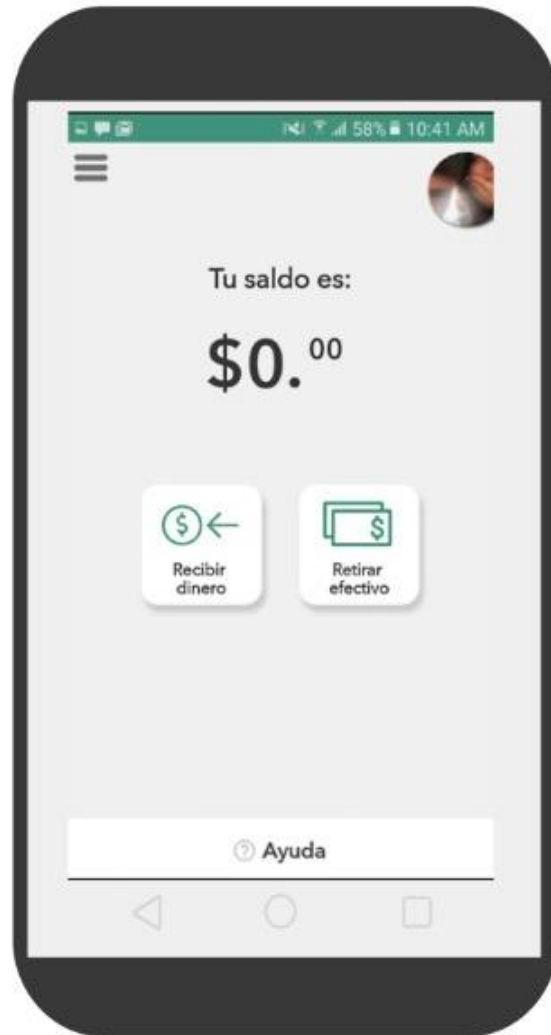 58% 10:41 AM
Tu saldo es:
$0.00
Recibir
dinero
Retirar
efectivo
Ayuda